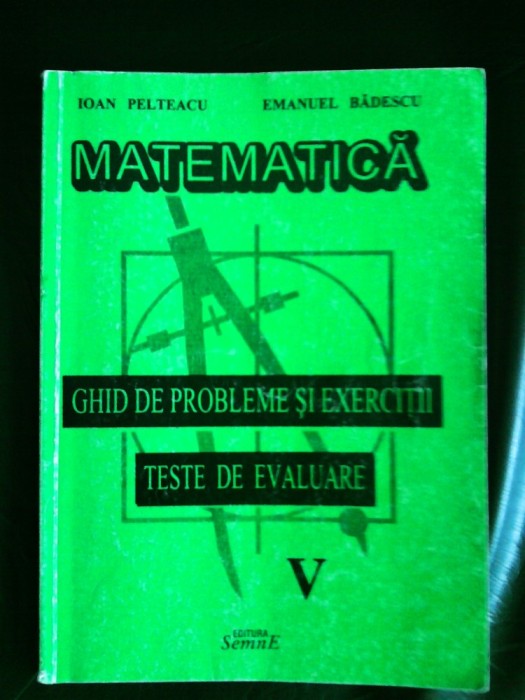 IOAN PELTEACU EMANUEL BĂDESCU
MATEMATICĂ
GHID DE PROBLEME ŞI EXERCIŢII
TESTE DE EVALUARE
V
EDITURA
SemnE